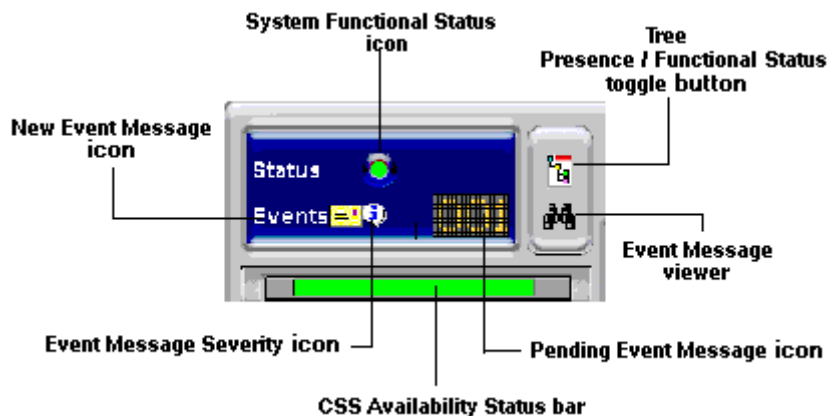 System Functional Status
icon
Tree
Presence / Functional Status
toggle button
New Event Message
icon
Status
Events
Event Message
viewer
Event Message Severity icon
Pending Event Message icon
CSS Availability Status bar